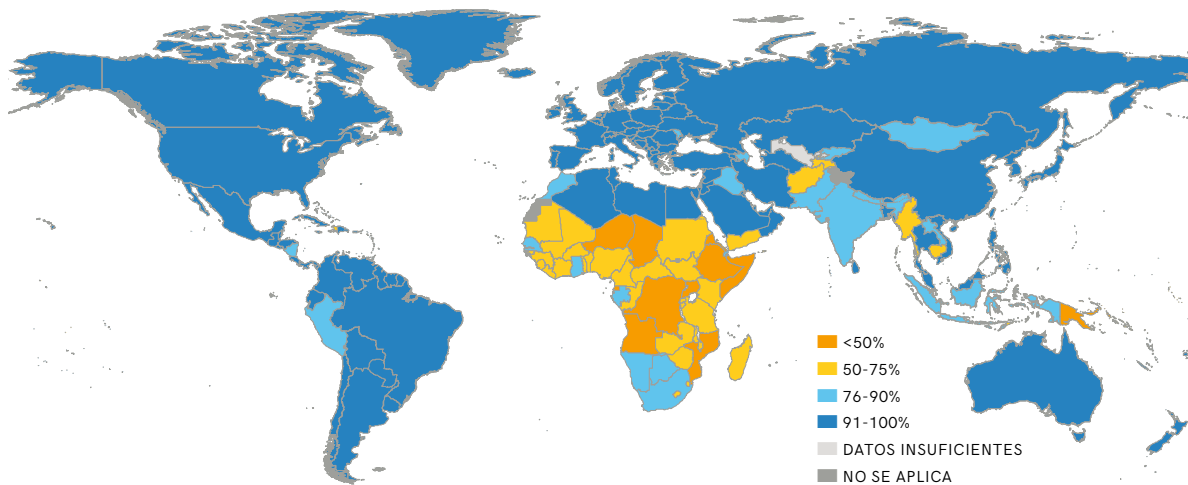 <50%
50-75%
76-90%
91-100%
DATOS INSUFICIENTES
NO SE APLICA